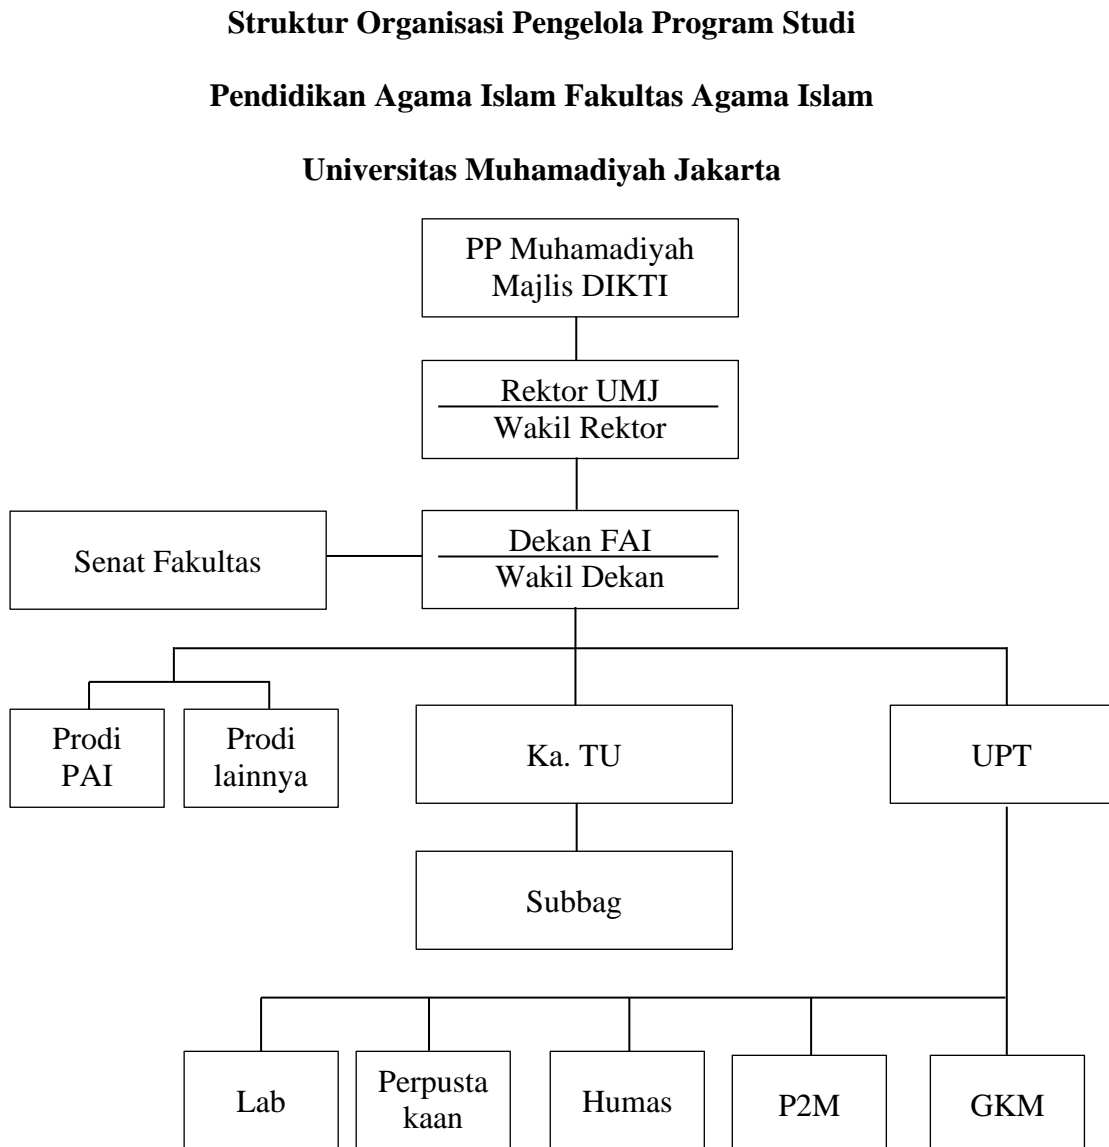 Struktur Organisasi Pengelola Program Studi
Pendidikan Agama Islam Fakultas Agama Islam
Universitas Muhamadiyah Jakarta
PP Muhamadiyah
Majlis DIKTI
Rektor UMJ
Wakil Rektor
Senat Fakultas
Dekan FAI
Wakil Dekan
Prodi
PAI
Prodi
lainnya
Ka. TU
UPT
Subbag
Lab
Perpusta
kaan
Humas
P2M
GKM